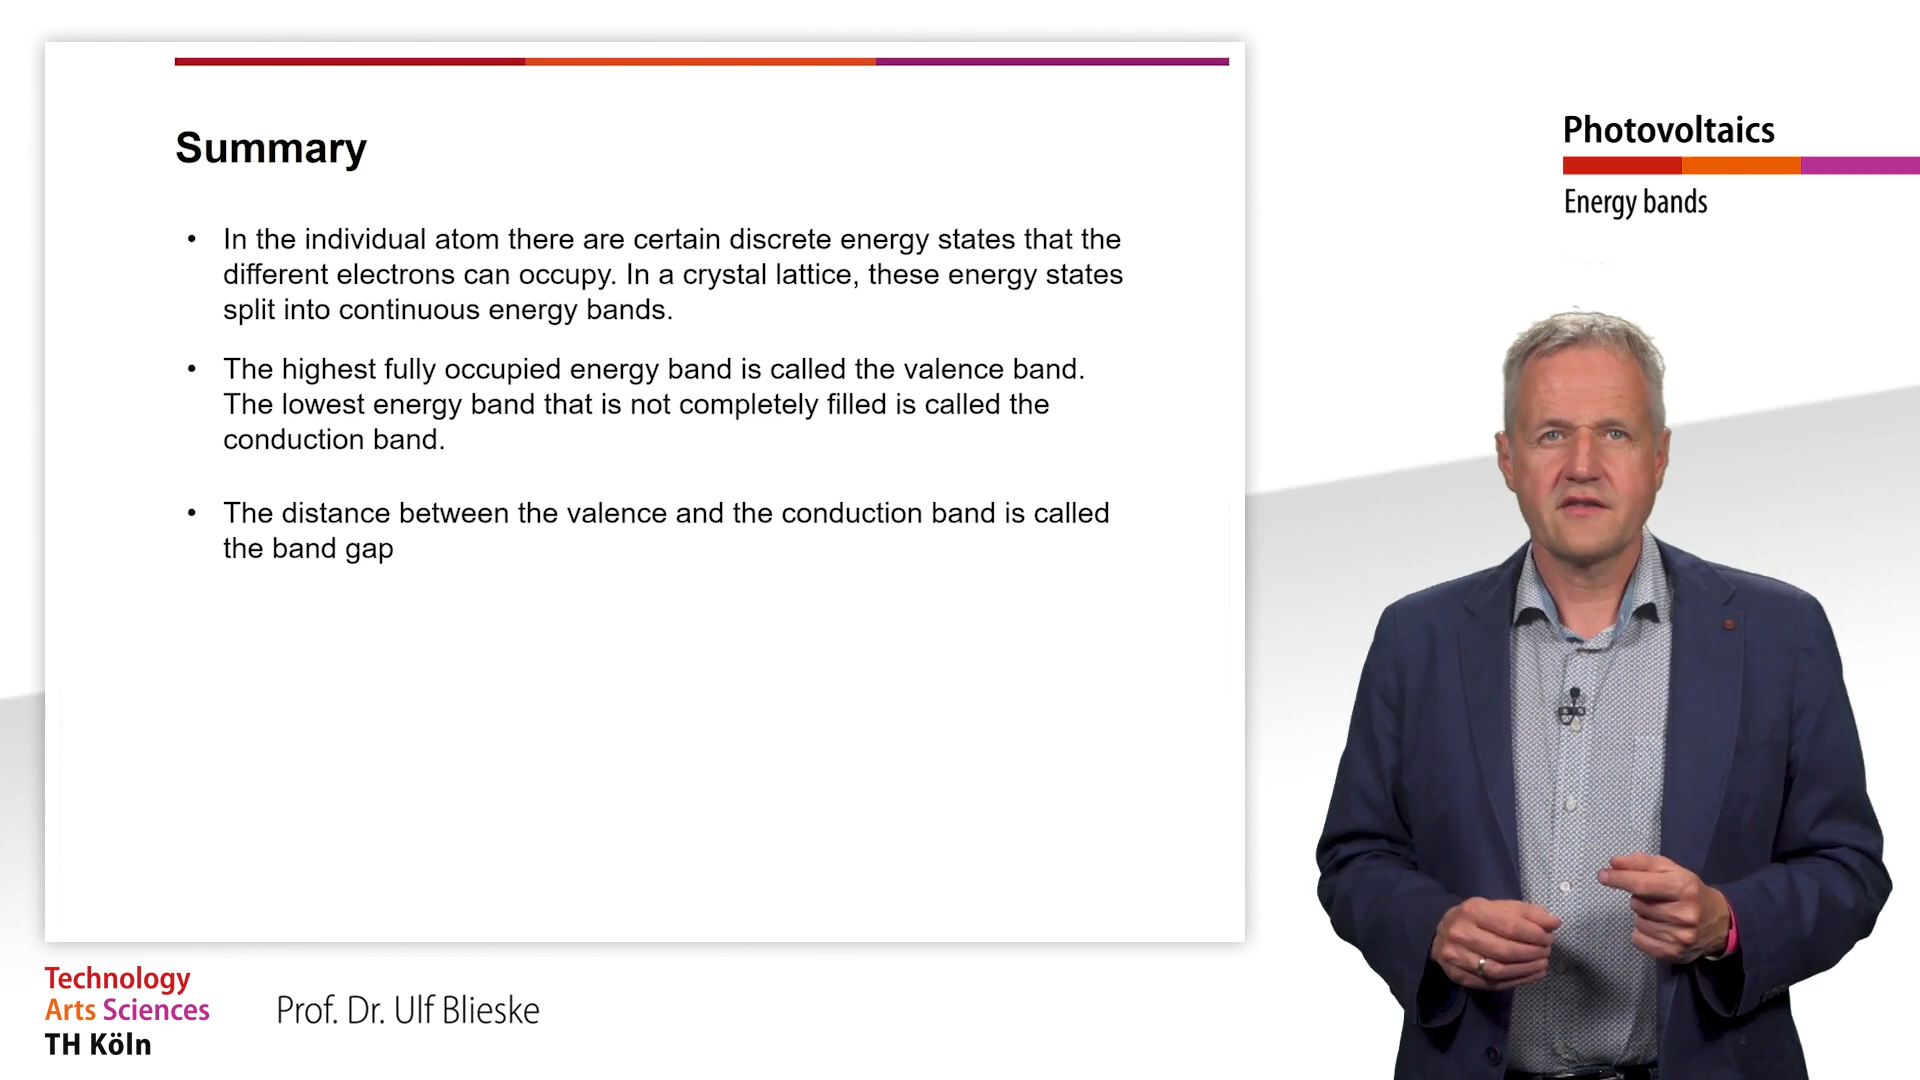 Summary
• In the individual atom there are certain discrete energy states that the
different electrons can occupy. In a crystal lattice, these energy states
split into continuous energy bands.
• The highest fully occupied energy band is called the valence band.
The lowest energy band that is not completely filled is called the
conduction band.
• The distance between the valence and the conduction band is called
the band gap
Photovoltaics
Energy bands
Technology
Arts Sciences
TH Köln
Prof. Dr. Ulf Blieske